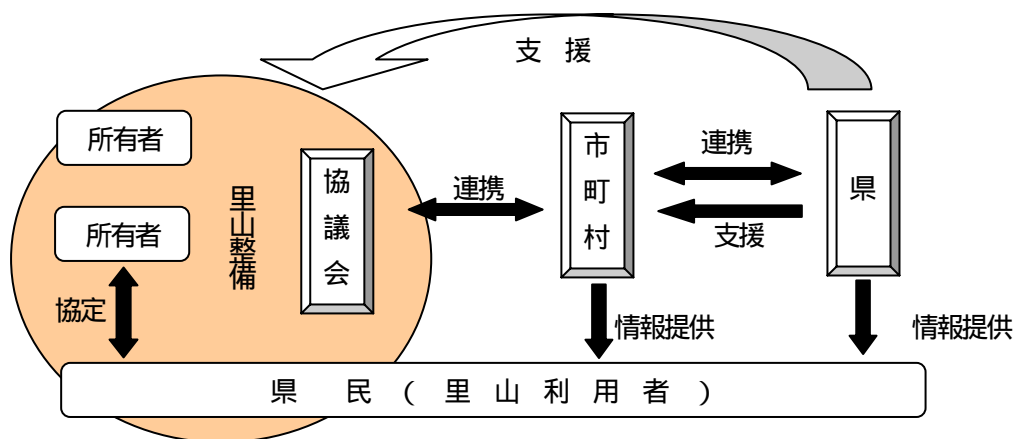 支 援
所有者
所有者
里山整備
協議会
連携
市町村
連携
支援
県
協定
情報提供
情報提供
県 民 ( 里 山 利 用 者 )